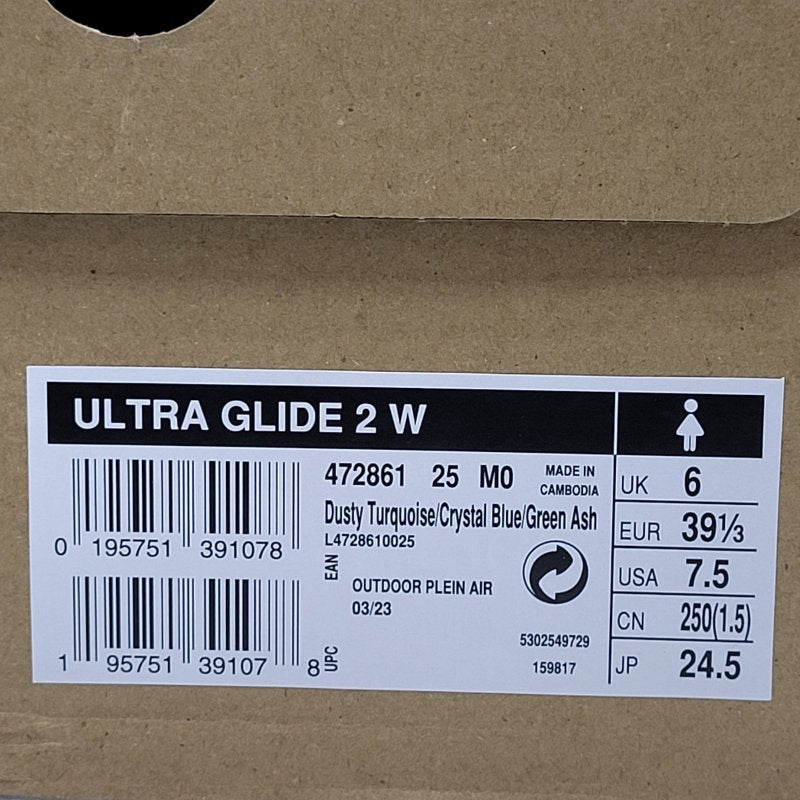 ULTRA GLIDE 2 W
472861 25 M0 MADE IN CAMBODIA
Dusty Turquoise/Crystal Blue/Green Ash
L4728610025
0 195751 391078
EAN
OUTDOOR PLEIN AIR
03/23
5302549729
159817
1 95751 39107 8
UPC
UK 6
EUR 39⅓
USA 7.5
CN 250(1.5)
JP 24.5